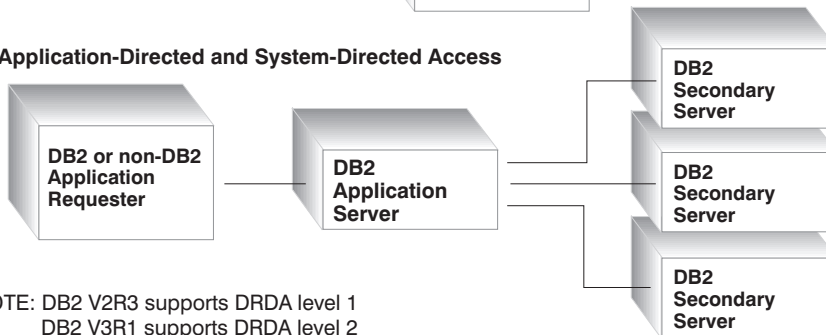 Application-Directed and System-Directed Access
DB2 or non-DB2
Application
Requester
DB2
Application
Server
DB2
Secondary
Server
DB2
Secondary
Server
DB2
Secondary
Server
OTE: DB2 V2R3 supports DRDA level 1
DB2 V3R1 supports DRDA level 2